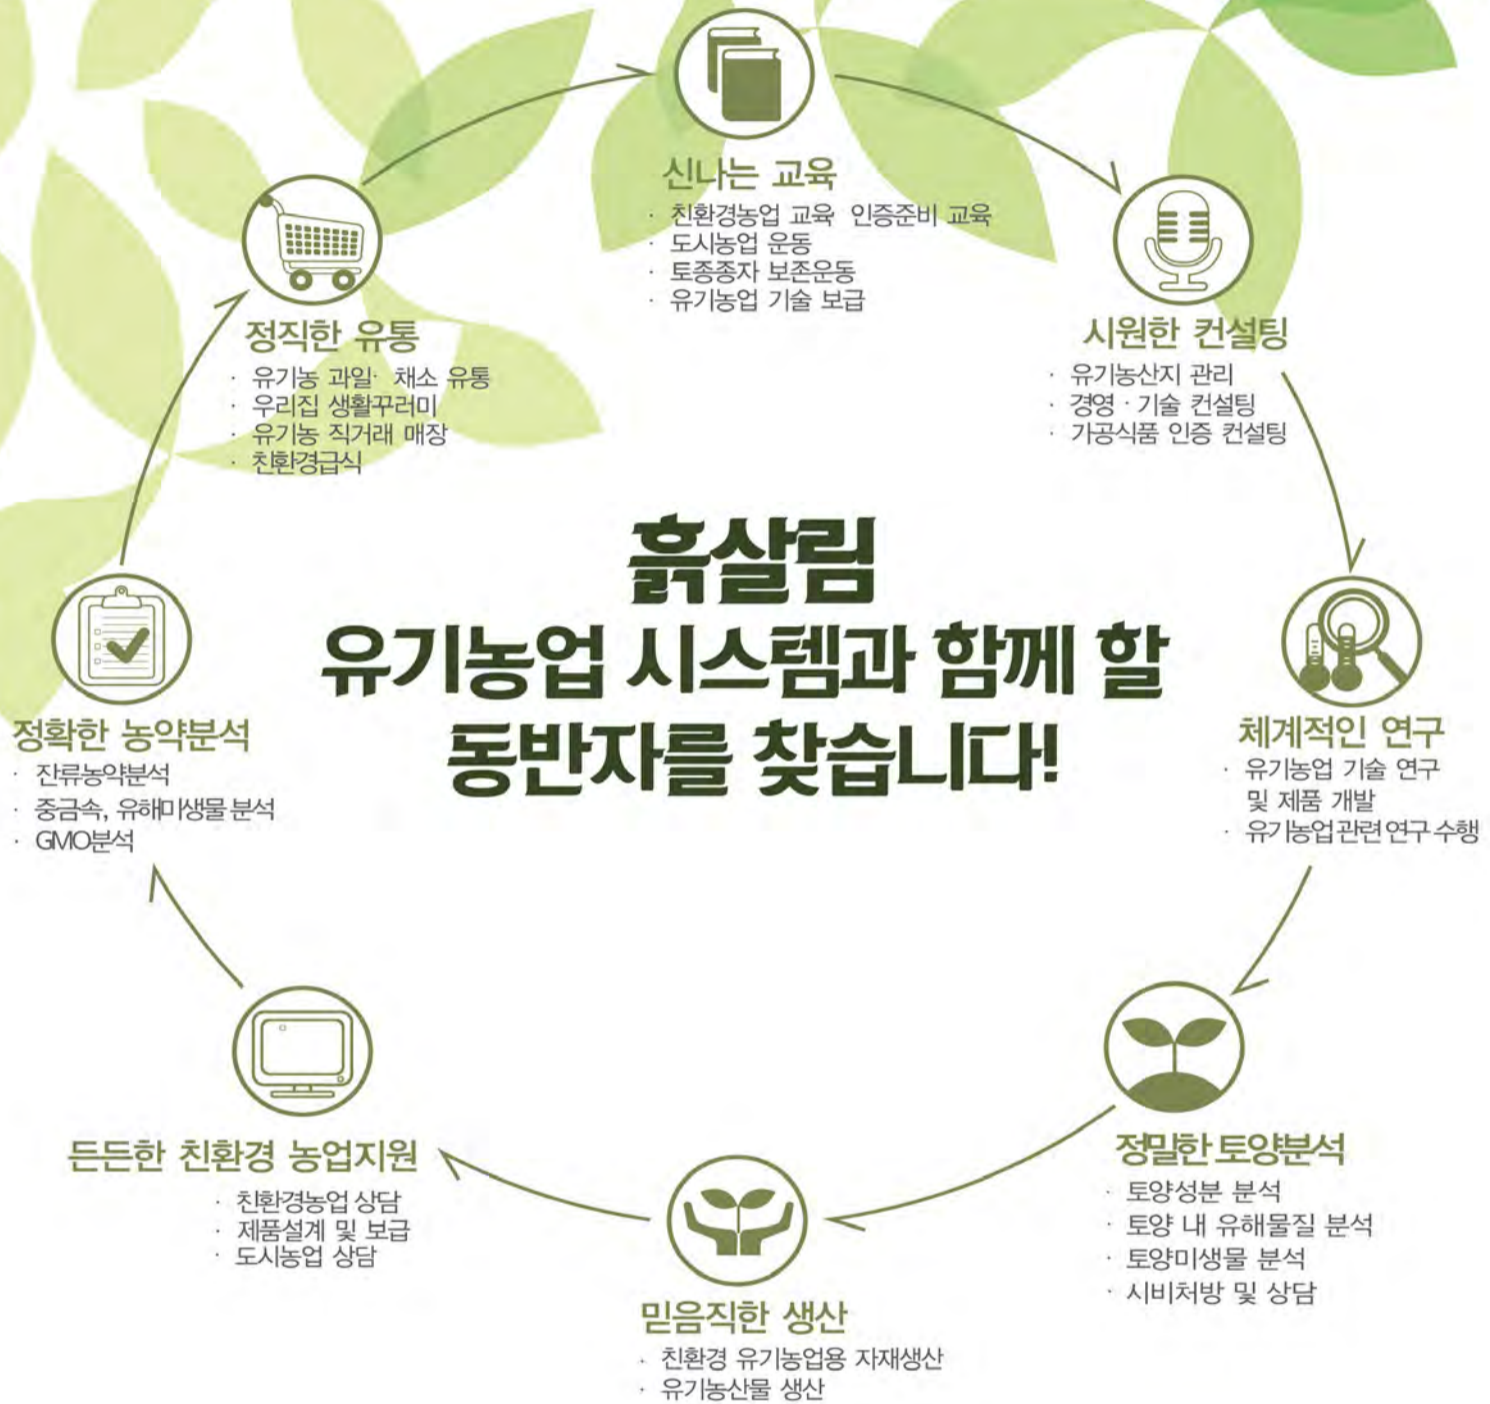 신나는 교육
· 친환경농업 교육 인증준비 교육
· 도시농업 운동
· 토종종자 보존운동
· 유기농업 기술 보급
시원한 컨설팅
· 유기농산지 관리
· 경영 · 기술 컨설팅
· 가공식품 인증 컨설팅
체계적인 연구
· 유기농업 기술 연구
및 제품 개발
· 유기농업 관련 연구 수행
정밀한 토양분석
· 토양성분 분석
· 토양 내 유해물질 분석
· 토양미생물 분석
· 시비처방 및 상담
믿음직한 생산
· 친환경 유기농업용 자재생산
· 유기농산물 생산
든든한 친환경 농업지원
· 친환경농업 상담
· 제품설계 및 보급
· 도시농업 상담
정확한 농약분석
· 잔류농약분석
· 중금속, 유해미생물 분석
· GMO분석
정직한 유통
· 유기농 과일· 채소 유통
· 우리집 생활꾸러미
· 유기농 직거래 매장
· 친환경급식
흙살림
유기농업 시스템과 함께 할
동반자를 찾습니다!